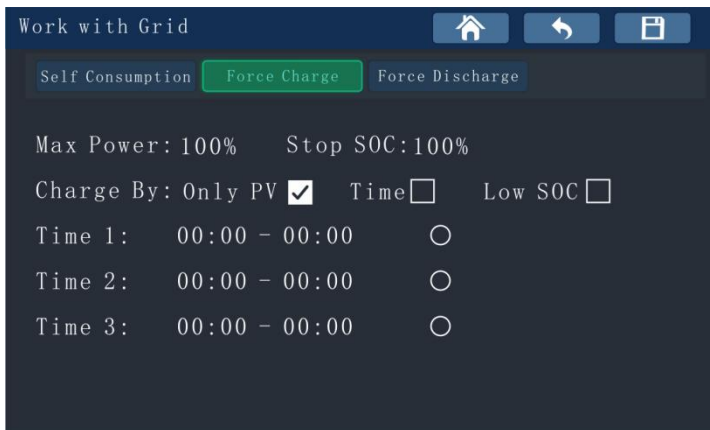 Work with Grid
Self Consumption Force Charge Force Discharge
Max Power: 100% Stop SOC: 100%
Charge By: Only PV Time Low SOC
Time 1: 00:00 - 00:00
Time 2: 00:00 - 00:00
Time 3: 00:00 - 00:00